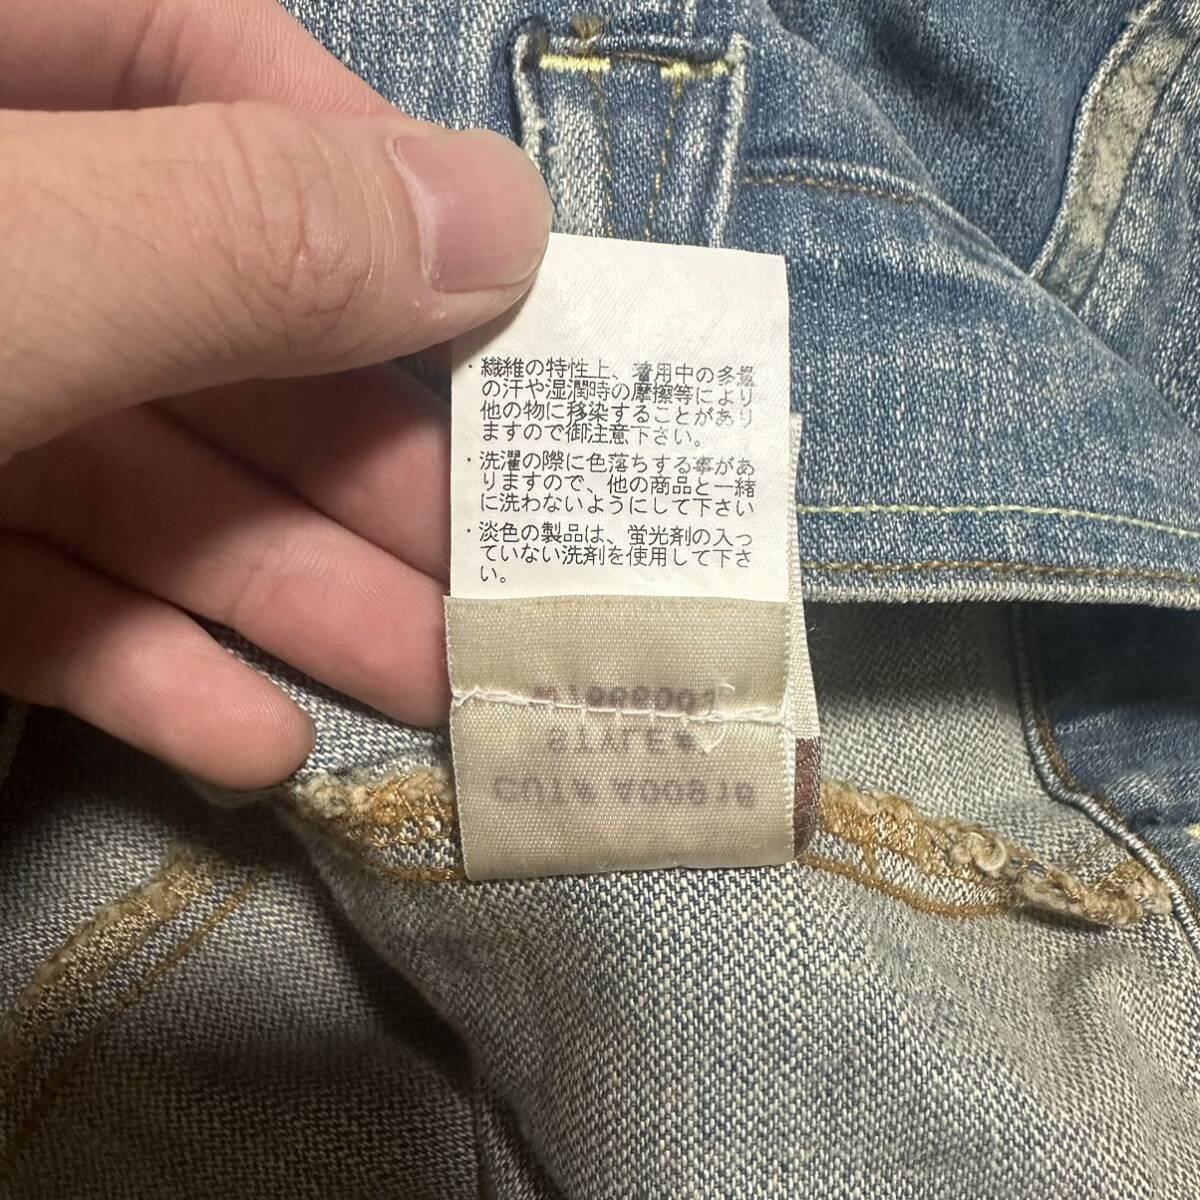 ・繊維の特性上、着用中の多量
の汗や湿潤時の摩擦等により
他の物に移染することがあり
ますので御注意下さい。
・洗濯の際に色落ちする事があ
りますので、他の商品と一緒
に洗わないようにして下さい
・淡色の製品は、蛍光剤の入っ
ていない洗剤を使用して下さ
い。
STYLE#
CUT#